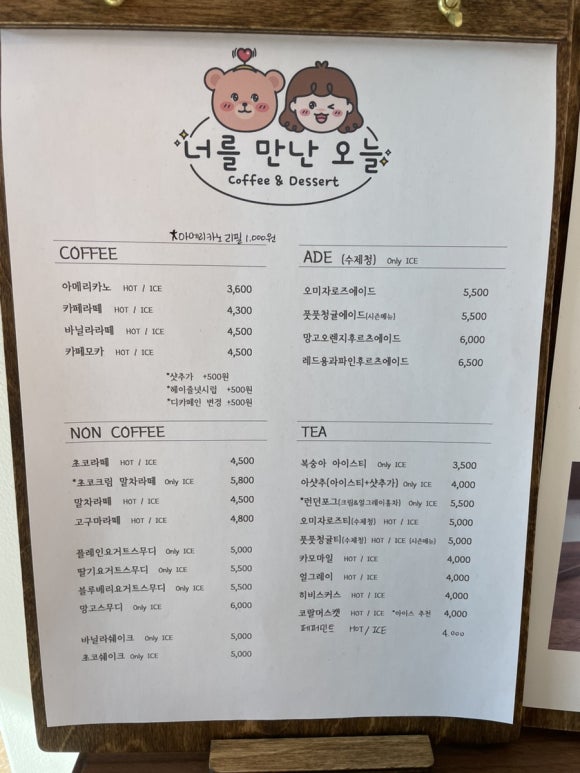 너를 만난 오늘
Coffee & Dessert
★아메리카노 리필 1,000원
COFFEE
아메리카노 HOT / ICE 3,600
카페라떼 HOT / ICE 4,300
바닐라라떼 HOT / ICE 4,500
카페모카 HOT / ICE 4,500
*샷추가 +500원
*헤이즐넛시럽 +500원
*디카페인 변경 +500원
ADE (수제청) Only ICE
오미자로즈에이드 5,500
풋풋청귤에이드(시즌메뉴) 5,500
망고오렌지후르츠에이드 6,000
레드용과파인후르츠에이드 6,500
NON COFFEE
초코라떼 HOT / ICE 4,500
*초코크림 말차라떼 Only ICE 5,800
말차라떼 HOT / ICE 4,500
고구마라떼 HOT / ICE 4,800
플레인요거트스무디 Only ICE 5,000
딸기요거트스무디 Only ICE 5,500
블루베리요거트스무디 Only ICE 5,500
망고스무디 Only ICE 6,000
바닐라쉐이크 Only ICE 5,000
초코쉐이크 Only ICE 5,000
TEA
복숭아 아이스티 Only ICE 3,500
아샷추(아이스티+샷추가) Only ICE 4,000
*런던포그(크림&얼그레이홍차) Only ICE 5,500
오미자로즈티(수제청) HOT / ICE 5,000
풋풋청귤티(수제청) HOT / ICE (시즌메뉴) 5,000
카모마일 HOT / ICE 4,000
얼그레이 HOT / ICE 4,000
히비스커스 HOT / ICE 4,000
코랄머스캣 HOT / ICE *아이스 추천 4,000
페퍼민트 HOT / ICE 4,000